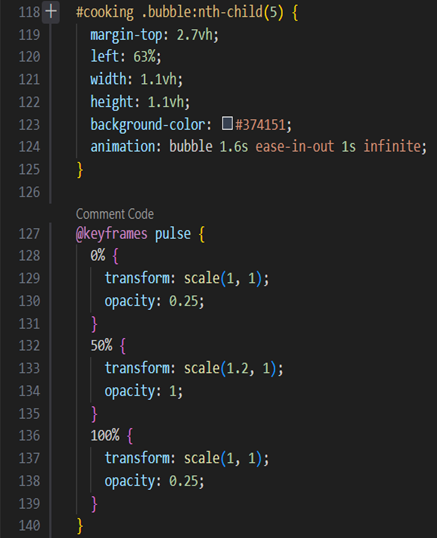 118 + #cooking .bubble:nth-child(5) {
119 margin-top: 2.7vh;
120 left: 63%;
121 width: 1.1vh;
122 height: 1.1vh;
123 background-color: #374151;
124 animation: bubble 1.6s ease-in-out 1s infinite;
125 }
126
Comment Code
127 @keyframes pulse {
128 0% {
129 transform: scale(1, 1);
130 opacity: 0.25;
131 }
132 50% {
133 transform: scale(1.2, 1);
134 opacity: 1;
135 }
136 100% {
137 transform: scale(1, 1);
138 opacity: 0.25;
139 }
140 }